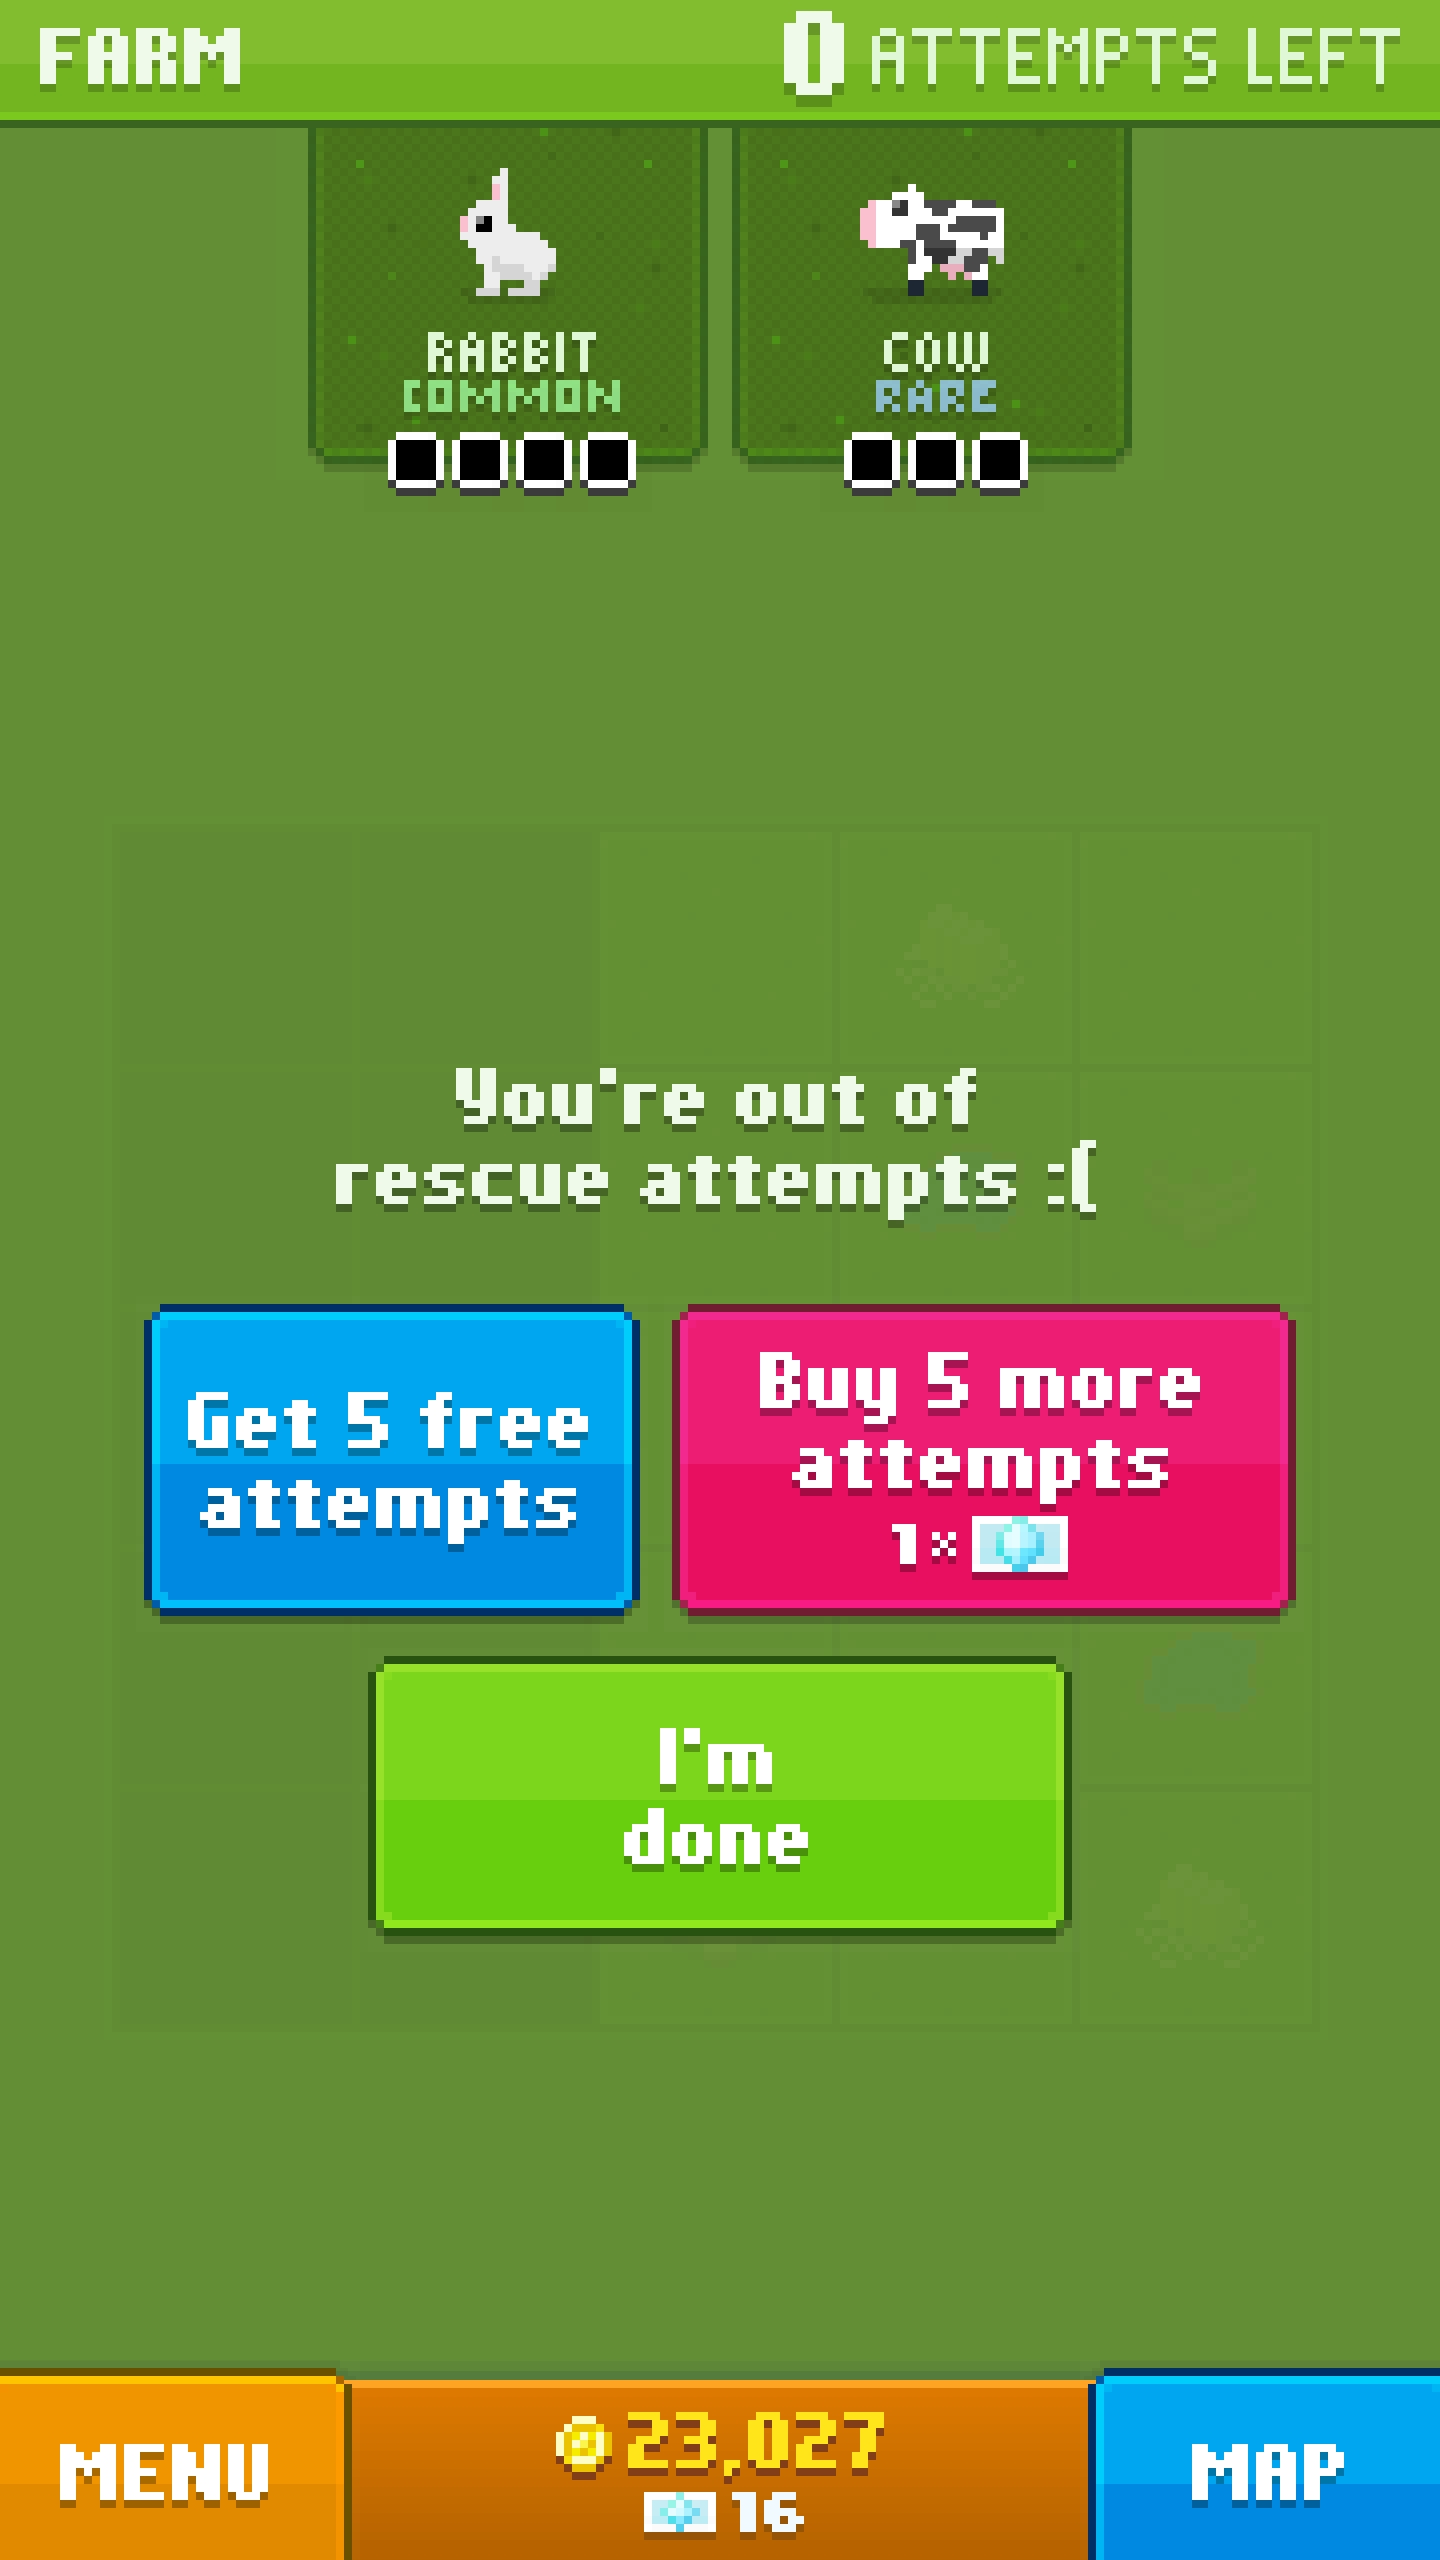 FARM
0 ATTEMPTS LEFT
RABBIT
COMMON
COW
RARE
You're out of
rescue attempts :(
Get 5 free
attempts
Buy 5 more
attempts
1×
I'm
done
MENU
23,027
16
MAP